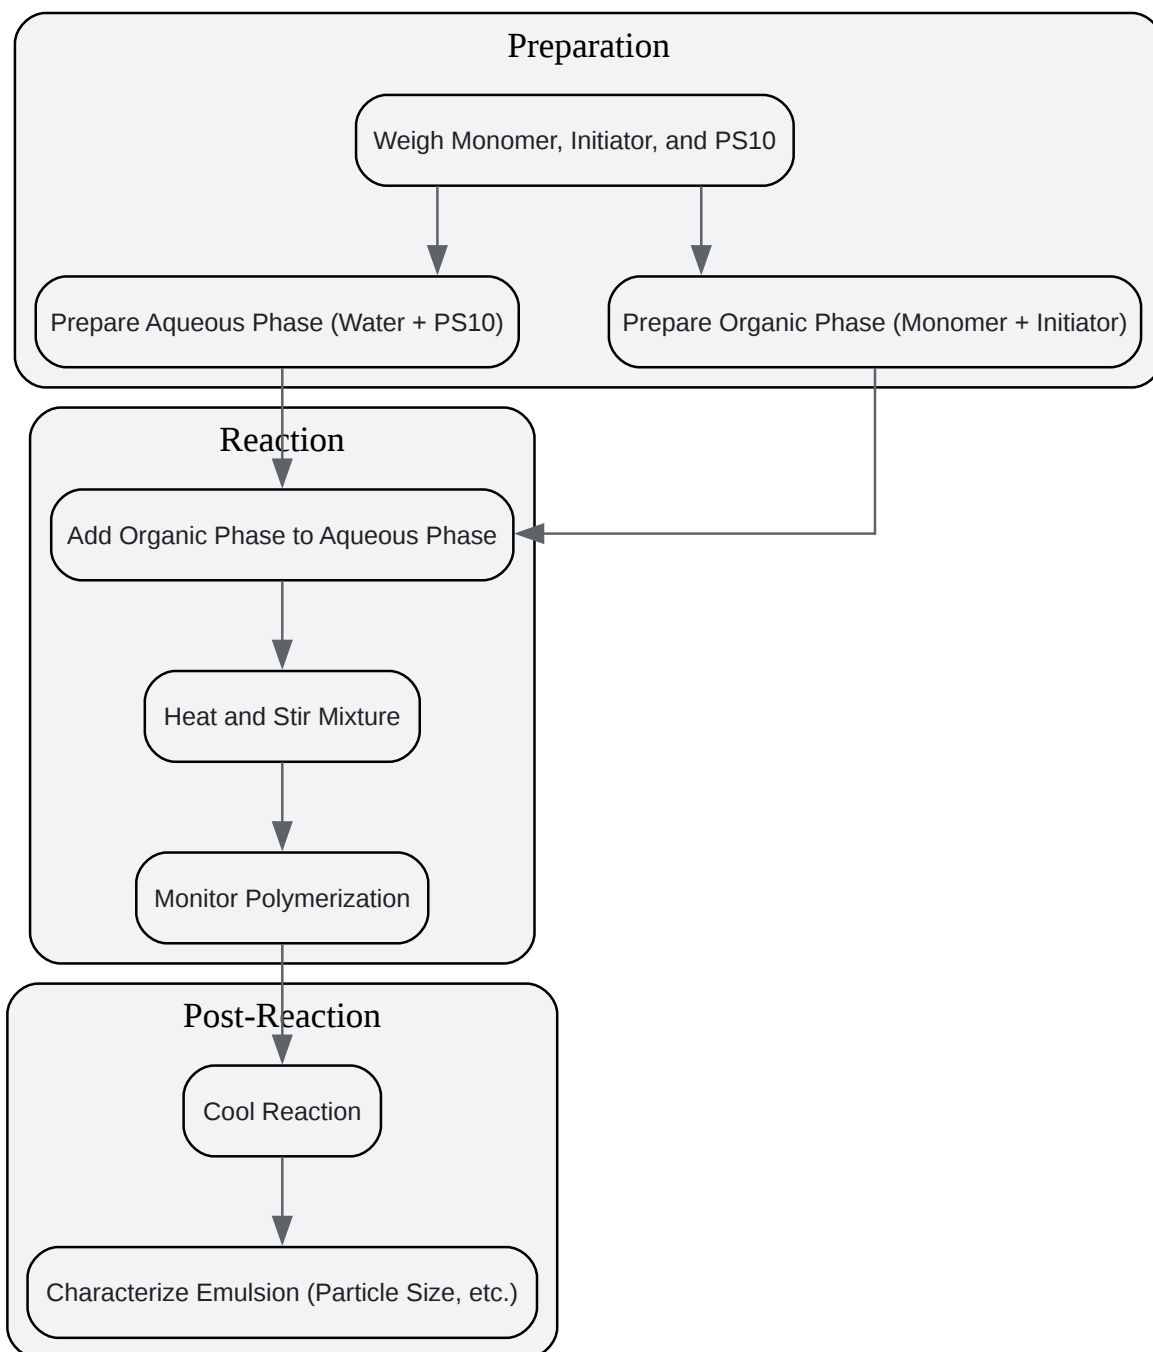 Preparation
Weigh Monomer, Initiator, and PS10
Prepare Aqueous Phase (Water + PS10)
Prepare Organic Phase (Monomer + Initiator)
Reaction
Add Organic Phase to Aqueous Phase
Heat and Stir Mixture
Monitor Polymerization
Post-Reaction
Cool Reaction
Characterize Emulsion (Particle Size, etc.)